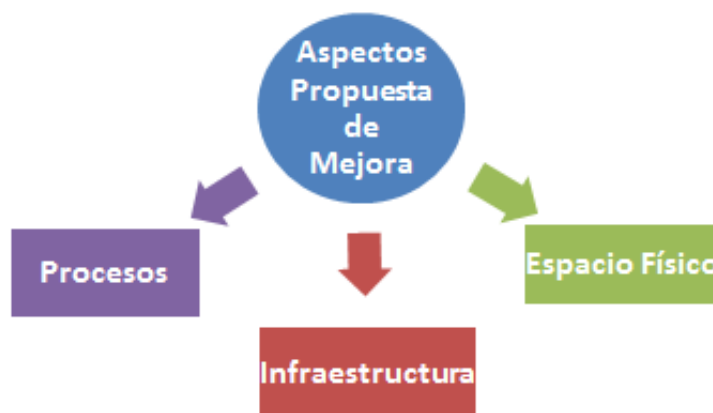 Aspectos
Propuesta
de
Mejora
Procesos
Espacio Físico
Infraestructura